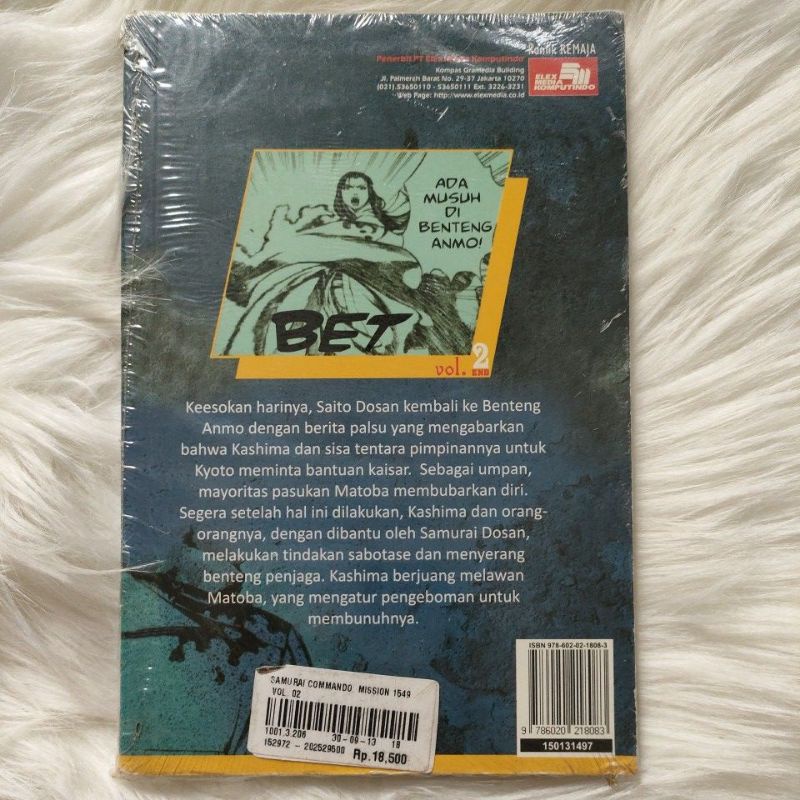 Komik REMAJA
Penerbit PT Elex Media Komputindo
Kompas Gramedia Building
Jl. Palmerah Barat No. 29-37 Jakarta 10270
(021) 53650110 - 53650111 Ext. 3226-3231
Web Page: http://www.elexmedia.co.id
ELEX
MEDIA
KOMPUTINDO
ADA
MUSUH
DI
BENTENG
ANMO!
BET
vol. 2
END
Keesokan harinya, Saito Dosan kembali ke Benteng
Anmo dengan berita palsu yang mengabarkan
bahwa Kashima dan sisa tentara pimpinannya untuk
Kyoto meminta bantuan kaisar. Sebagai umpan,
mayoritas pasukan Matoba membubarkan diri.
Segera setelah hal ini dilakukan, Kashima dan orang-
orangnya, dengan dibantu oleh Samurai Dosan,
melakukan tindakan sabotase dan menyerang
benteng penjaga. Kashima berjuang melawan
Matoba, yang mengatur pengeboman untuk
membunuhnya.
ISBN 978-602-02-1808-3
9 786020 218083
150131497
SAMURAI COMMANDO MISSION 1549
VOL. 02
1001.3.206 30-09-13 18
152972 - 202529500 Rp.18,500